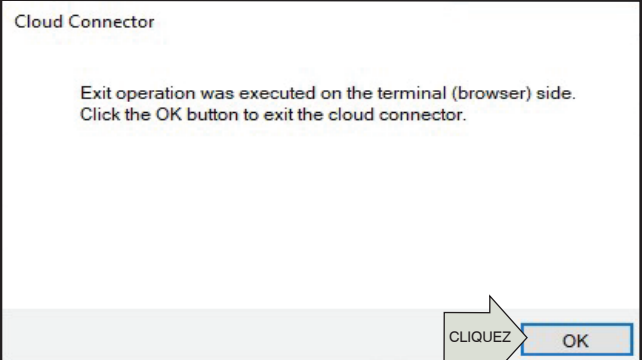 Cloud Connector
Exit operation was executed on the terminal (browser) side.
Click the OK button to exit the cloud connector.
CLIQUEZ
OK